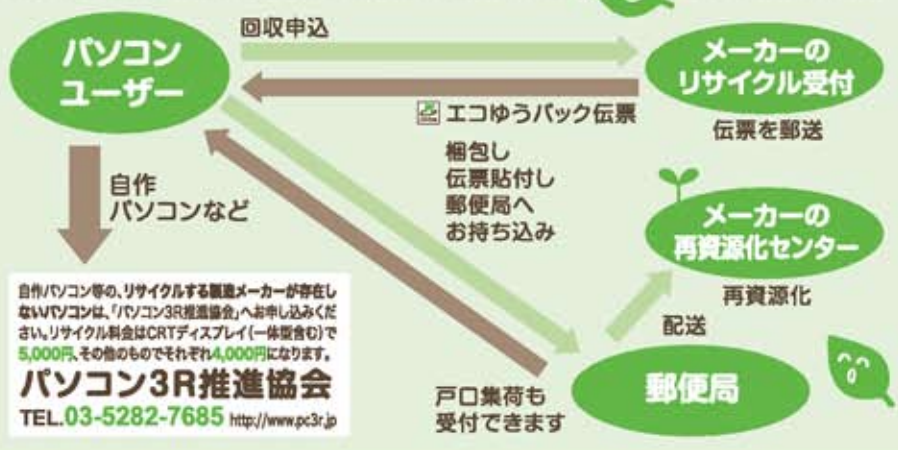 回収申込
パソコン
ユーザー
メーカーの
リサイクル受付
エコゆうパック伝票
伝票を郵送
梱包し
伝票貼付し
郵便局へ
お持ち込み
自作
パソコンなど
メーカーの
再資源化センター
再資源化
配送
自作パソコン等の、リサイクルする製造メーカーが存在し
ないパソコンは、「パソコン3R推進協会」へお申し込みくだ
さい。リサイクル料金はCRTディスプレイ(一体型含む)で
5,000円、その他のものでそれぞれ4,000円になります。
パソコン3R推進協会
TEL.03-5282-7685 http://www.pc3r.jp
郵便局
戸口集荷も
受付できます